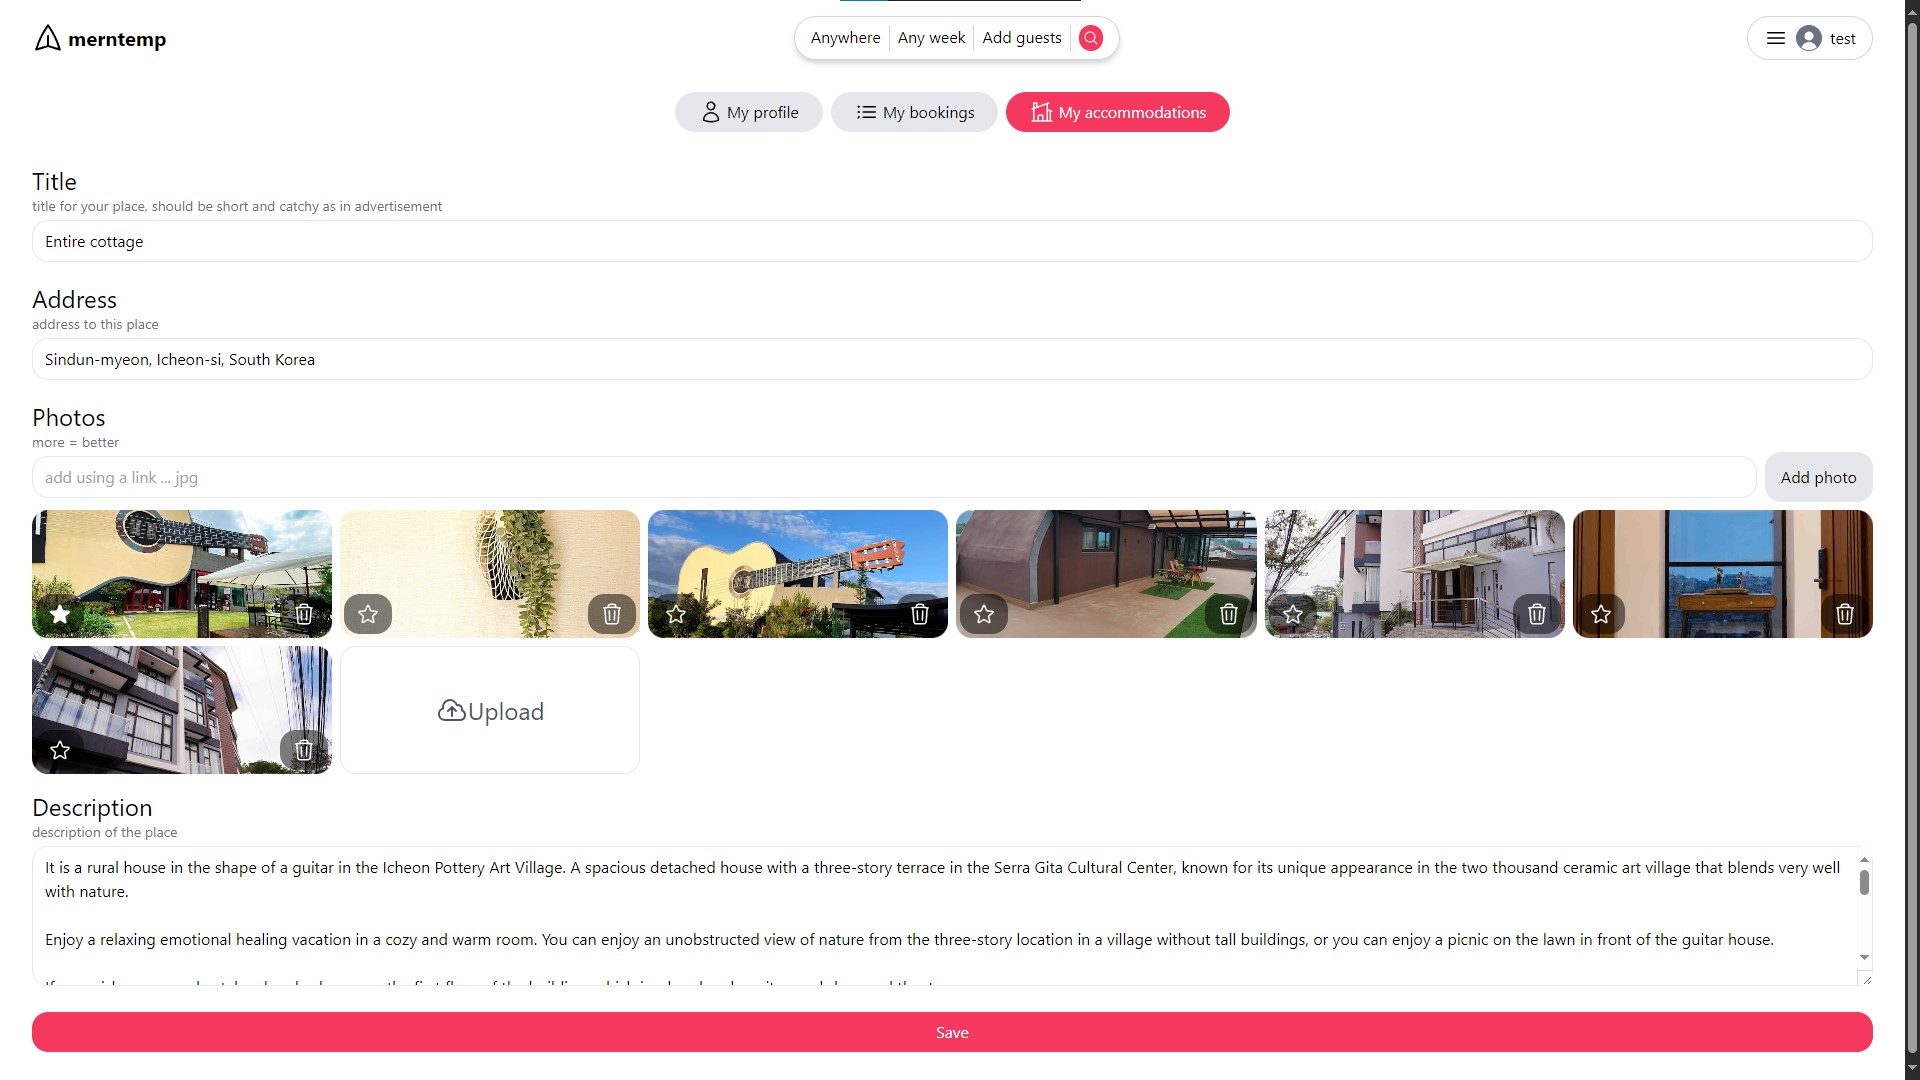 merntemp
Anywhere Any week Add guests
test
My profile My bookings My accommodations
Title
title for your place, should be short and catchy as in advertisement
Entire cottage
Address
address to this place
Sindun-myeon, Icheon-si, South Korea
Photos
more = better
add using a link ... jpg
Add photo
Upload
Description
description of the place
It is a rural house in the shape of a guitar in the Icheon Pottery Art Village. A spacious detached house with a three-story terrace in the Serra Gita Cultural Center, known for its unique appearance in the two thousand ceramic art village that blends very well
with nature.
Enjoy a relaxing emotional healing vacation in a cozy and warm room. You can enjoy an unobstructed view of nature from the three-story location in a village without tall buildings, or you can enjoy a picnic on the lawn in front of the guitar house.
Save